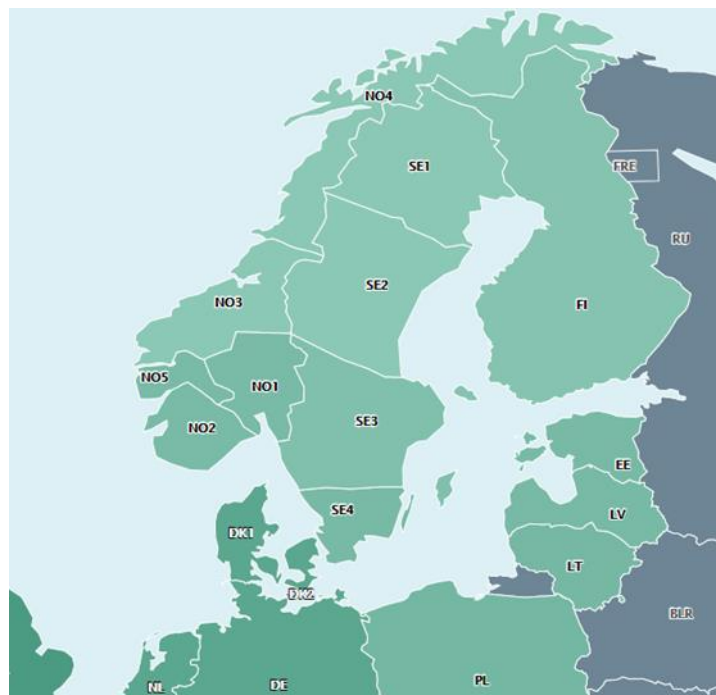 NO4
SE1
FRE
RU
SE2
NO3
FI
NO5
NO1
NO2
SE3
EE
SE4
LV
DK1
LT
DK2
BLR
NL
DE
PL